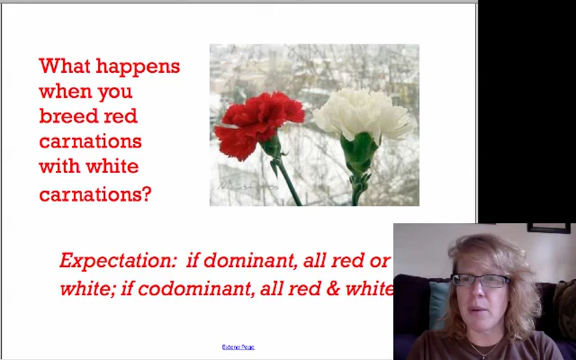 What happens
when you
breed red
carnations
with white
carnations?
Expectation: if dominant, all red or
white; if codominant, all red & white
Extend Page